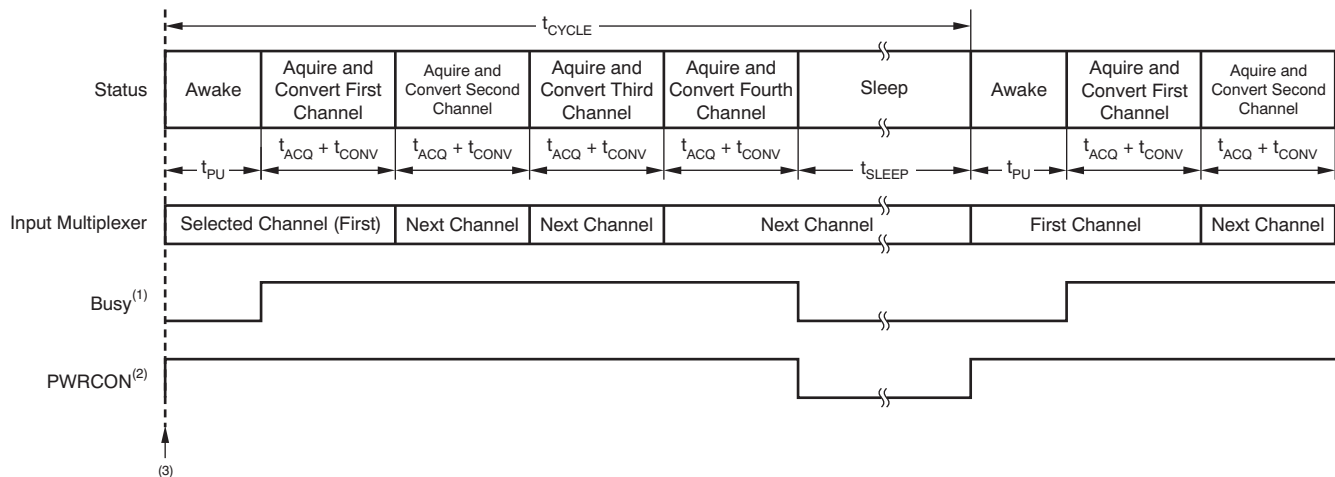 tCYCLE
Status
Awake
Aquire and
Convert First
Channel
Aquire and
Convert Second
Channel
Aquire and
Convert Third
Channel
Aquire and
Convert Fourth
Channel
Sleep
Awake
Aquire and
Convert First
Channel
Aquire and
Convert Second
Channel
tPU
tACQ + tCONV
tACQ + tCONV
tACQ + tCONV
tACQ + tCONV
tSLEEP
tPU
tACQ + tCONV
tACQ + tCONV
Input Multiplexer
Selected Channel (First)
Next Channel
Next Channel
Next Channel
First Channel
Next Channel
Busy(1)
PWRCON(2)
(3)